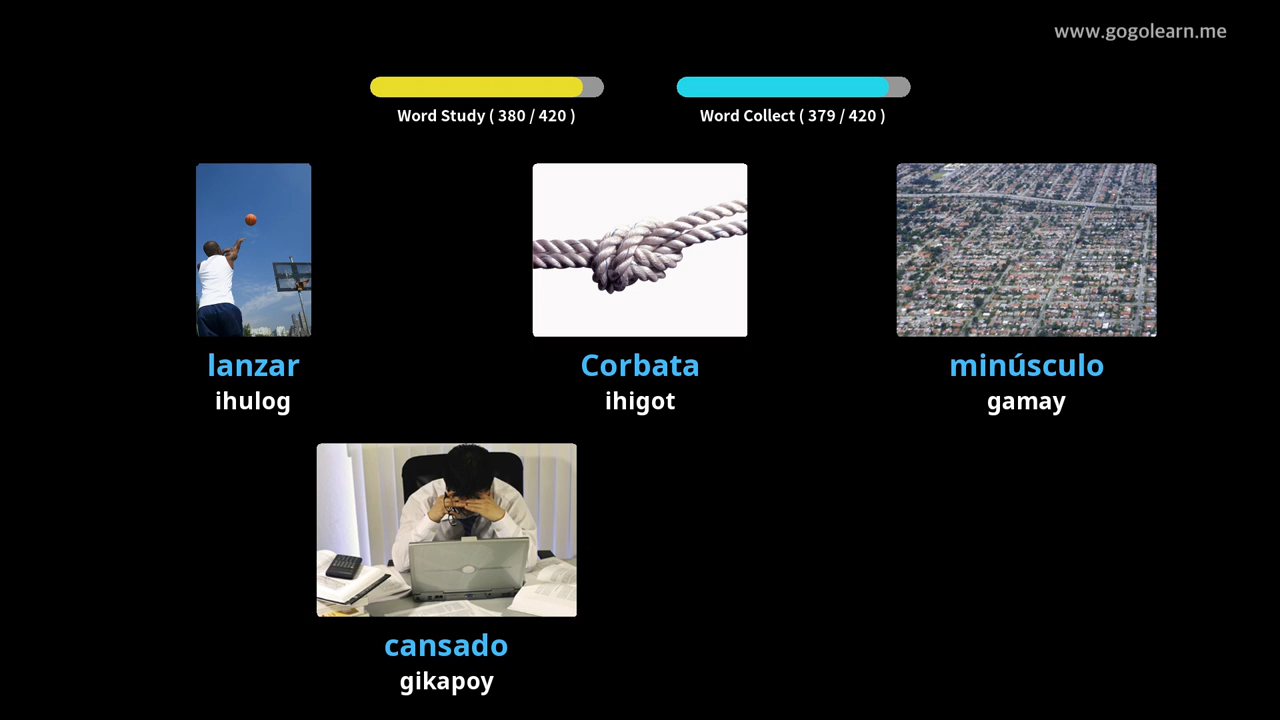 www.gogolearn.me
Word Study ( 380 / 420 )
Word Collect ( 379 / 420 )
lanzar
ihulog
Corbata
ihigot
minúsculo
gamay
cansado
gikapoy